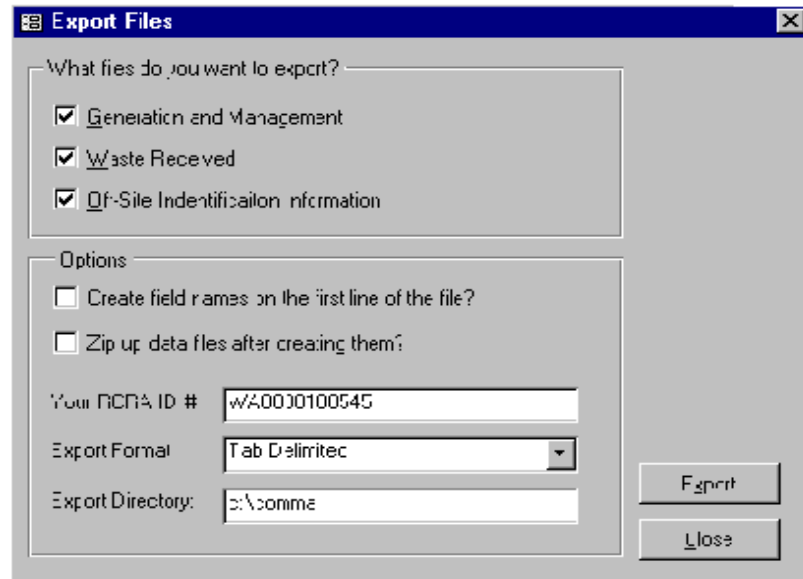 Export Files
What files do you want to export?
Generation and Management
Waste Received
Off-Site Indentificaiton Information
Options
Create field names on the first line of the file?
Zip up data files after creating them?
Your RCRA ID #
WA0000100545
Export Format
Tab Delimited
Export Directory:
c:\comma
Export
Close